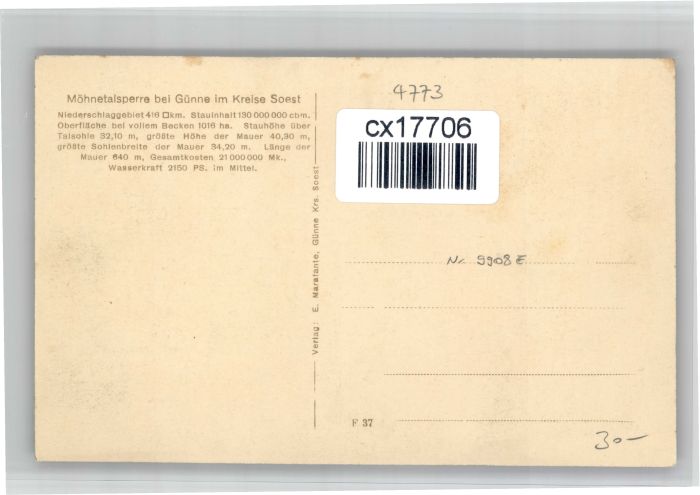 Möhnetalsperre bei Günne im Kreise Soest
Niederschlaggebiet 416 □km. Stauinhalt 130 000 000 cbm.
Oberfläche bei vollem Becken 1016 ha. Stauhöhe über
Talsohle 32,10 m, größte Höhe der Mauer 40,30 m,
größte Sohlenbreite der Mauer 34,20 m. Länge der
Mauer 640 m, Gesamtkosten 21 000 000 Mk.,
Wasserkraft 2150 PS. im Mittel.
Verlag: E. Marafante, Günne Krs. Soest
4773
cx17706
Nr. 9908E
F 37
30-